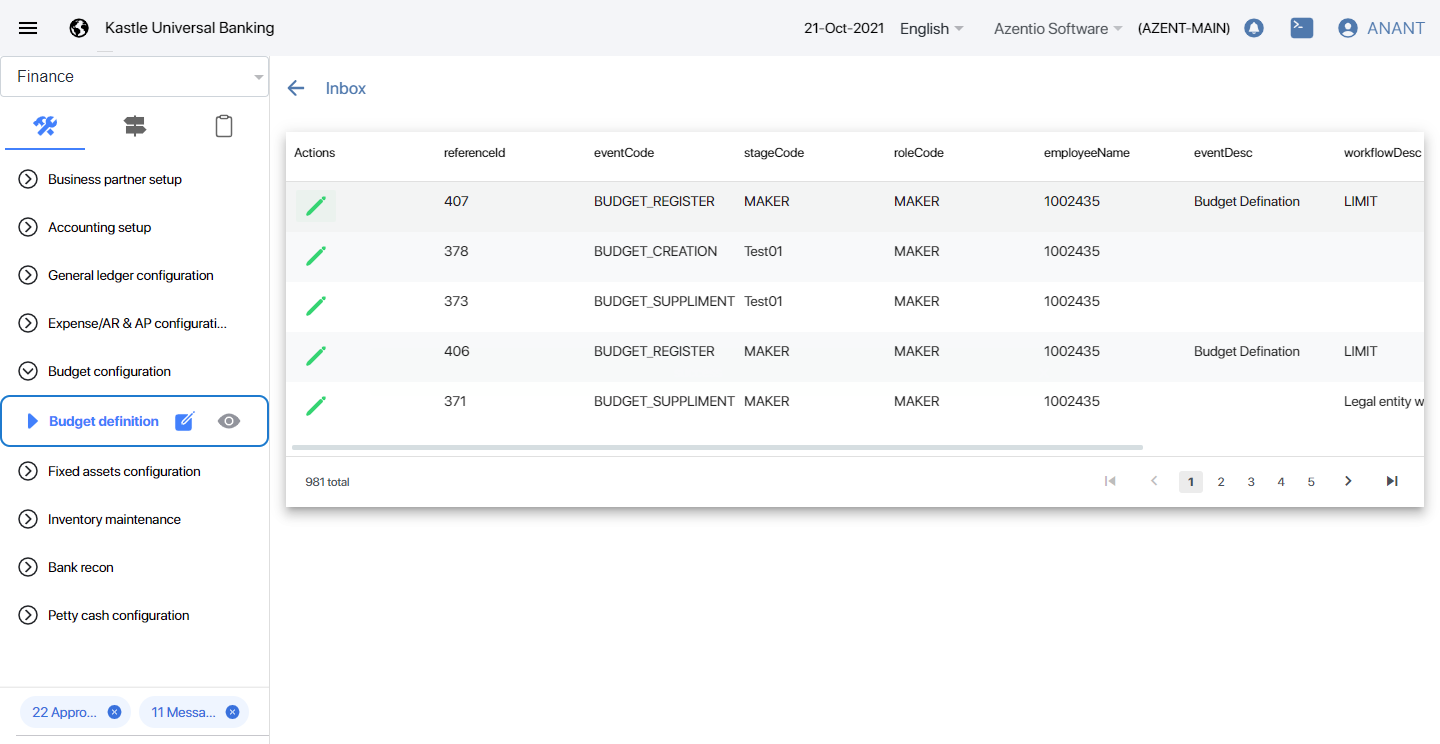 Kastle Universal Banking
21-Oct-2021
English
Azentio Software
(AZENT-MAIN)
ANANT
Finance
Business partner setup
Accounting setup
General ledger configuration
Expense/AR & AP configurati...
Budget configuration
Budget definition
Fixed assets configuration
Inventory maintenance
Bank recon
Petty cash configuration
22 Appro...
11 Messa...
Inbox
Actions referenceId eventCode stageCode roleCode employeeName eventDesc workflowDesc
407 BUDGET_REGISTER MAKER MAKER 1002435 Budget Defination LIMIT
378 BUDGET_CREATION Test01 MAKER 1002435
373 BUDGET_SUPPLIMENT Test01 MAKER 1002435
406 BUDGET_REGISTER MAKER MAKER 1002435 Budget Defination LIMIT
371 BUDGET_SUPPLIMENT MAKER MAKER 1002435 Legal entity w
981 total
1 2 3 4 5